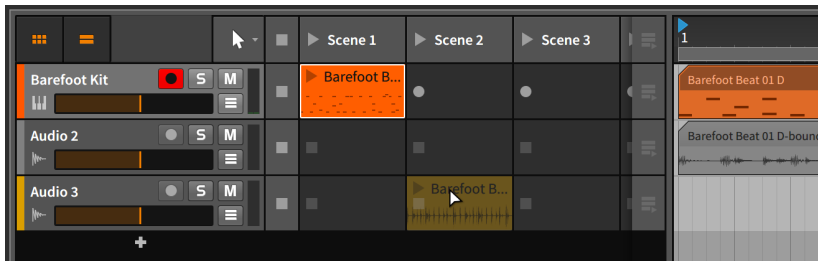 Scene 1
Scene 2
Scene 3
1
Barefoot Kit
S
M
Barefoot B...
Barefoot Beat 01 D
Audio 2
S
M
Barefoot Beat 01 D-bounc
Audio 3
S
M
Barefoot B...